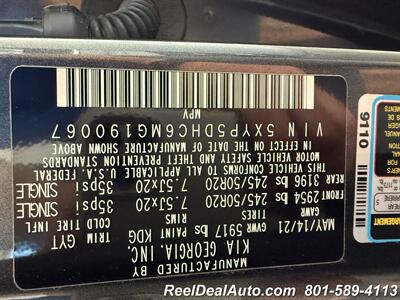 MANUFACTURED BY
KIA GEORGIA, INC.
MAY/14/21 GVWR 5917 lbs PAINT KDG TRIM GYT
GAWR TIRES RIMS COLD TIRE INFL
FRONT 2954 lbs 245/50R20 7.5JX20 35psi SINGLE
REAR 3196 lbs 245/50R20 7.5JX20 35psi SINGLE
THIS VEHICLE CONFORMS TO ALL APPLICABLE U.S.A. FEDERAL
MOTOR VEHICLE SAFETY AND THEFT PREVENTION STANDARDS
IN EFFECT ON THE DATE OF MANUFACTURE SHOWN ABOVE.
VIN 5XYP5DHC6MG190067
MPV
9110
ReelDealAuto.com 801-589-4113